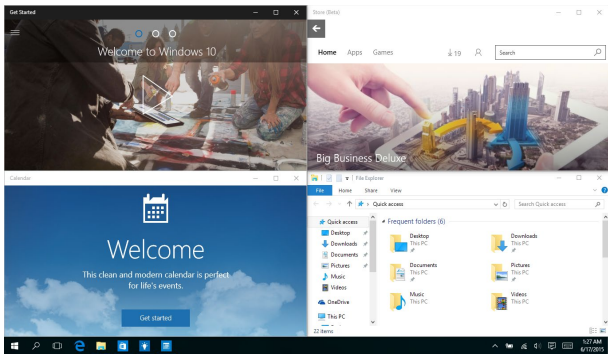 Get Started
Welcome to Windows 10
Store (Beta)
Home Apps Games 19 Search
Big Business Deluxe
Calendar
Welcome
This clean and modern calendar is perfect
for life's events.
Get started
File Explorer
File Home Share View
Quick access Search Quick access
Quick access
Desktop
Downloads
Documents
Pictures
Music
Videos
OneDrive
This PC
Frequent folders (6)
Desktop
This PC
Downloads
This PC
Documents
This PC
Pictures
This PC
Music
This PC
Videos
This PC
22 items
5:27 AM
6/17/2015